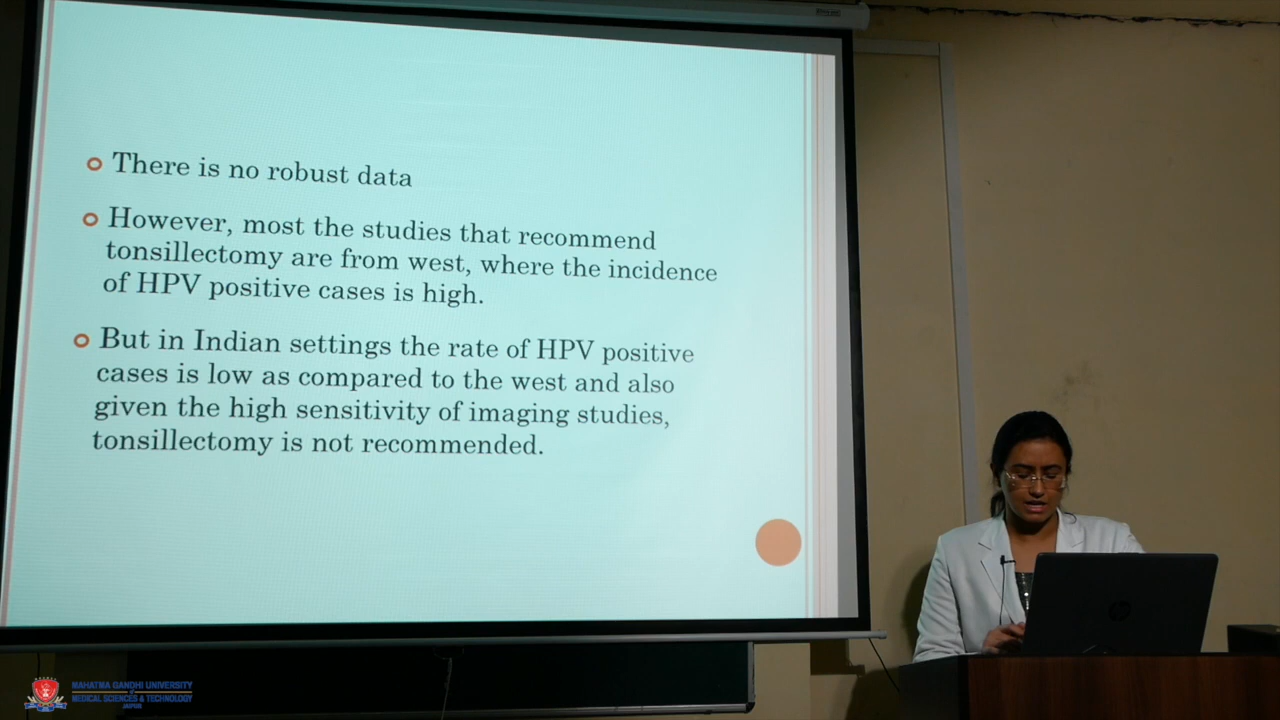 There is no robust data
However, most the studies that recommend
tonsillectomy are from west, where the incidence
of HPV positive cases is high.
But in Indian settings the rate of HPV positive
cases is low as compared to the west and also
given the high sensitivity of imaging studies,
tonsillectomy is not recommended.
MAHATMA GANDHI UNIVERSITY
of
MEDICAL SCIENCES & TECHNOLOGY
JAIPUR